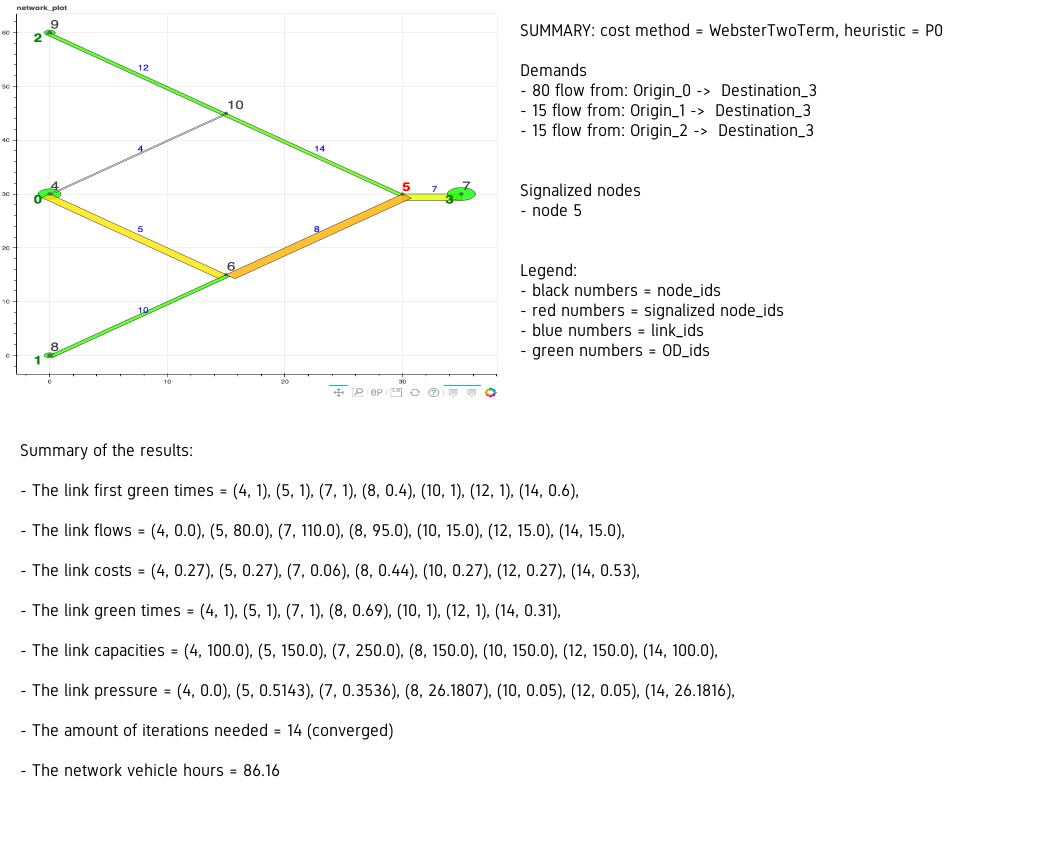 network_plot
9
60
2
12
50
10
40
4
14
4
5
7
7
30
0
3
5
8
20
6
10
10
8
0
1
0
10
20
30
SUMMARY: cost method = WebsterTwoTerm, heuristic = P0
Demands
- 80 flow from: Origin_0 -> Destination_3
- 15 flow from: Origin_1 -> Destination_3
- 15 flow from: Origin_2 -> Destination_3
Signalized nodes
- node 5
Legend:
- black numbers = node_ids
- red numbers = signalized node_ids
- blue numbers = link_ids
- green numbers = OD_ids
Summary of the results:
- The link first green times = (4, 1), (5, 1), (7, 1), (8, 0.4), (10, 1), (12, 1), (14, 0.6),
- The link flows = (4, 0.0), (5, 80.0), (7, 110.0), (8, 95.0), (10, 15.0), (12, 15.0), (14, 15.0),
- The link costs = (4, 0.27), (5, 0.27), (7, 0.06), (8, 0.44), (10, 0.27), (12, 0.27), (14, 0.53),
- The link green times = (4, 1), (5, 1), (7, 1), (8, 0.69), (10, 1), (12, 1), (14, 0.31),
- The link capacities = (4, 100.0), (5, 150.0), (7, 250.0), (8, 150.0), (10, 150.0), (12, 150.0), (14, 100.0),
- The link pressure = (4, 0.0), (5, 0.5143), (7, 0.3536), (8, 26.1807), (10, 0.05), (12, 0.05), (14, 26.1816),
- The amount of iterations needed = 14 (converged)
- The network vehicle hours = 86.16